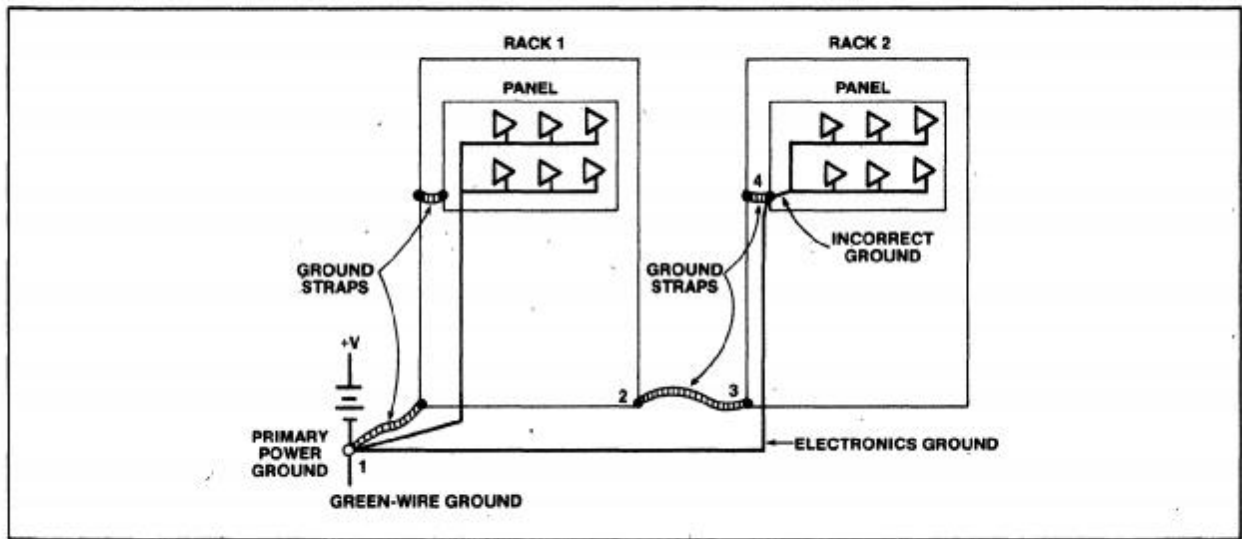 RACK 1
RACK 2
PANEL
PANEL
4
INCORRECT
GROUND
GROUND
STRAPS
GROUND
STRAPS
+V
2
3
PRIMARY
POWER
GROUND
1
ELECTRONICS GROUND
GREEN-WIRE GROUND